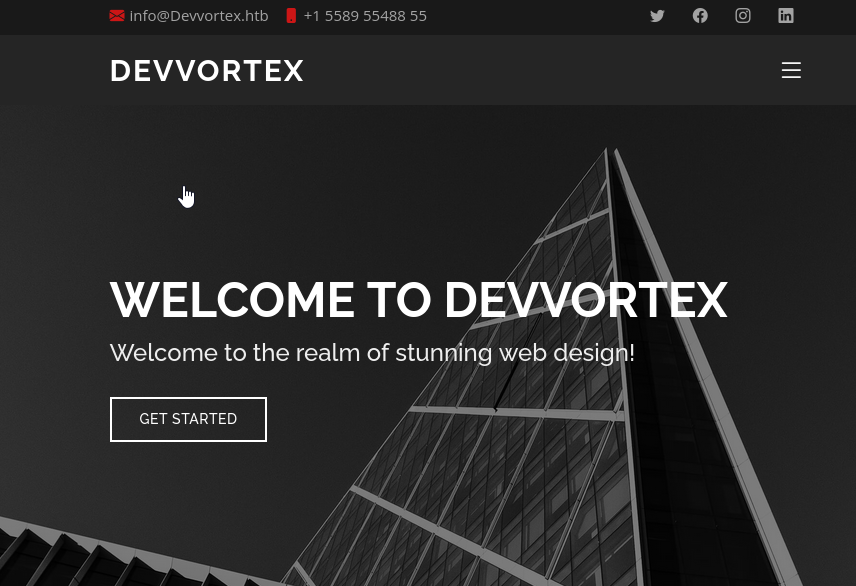 info@Devvortex.htb +1 5589 55488 55
DEVVORTEX
WELCOME TO DEVVORTEX
Welcome to the realm of stunning web design!
GET STARTED